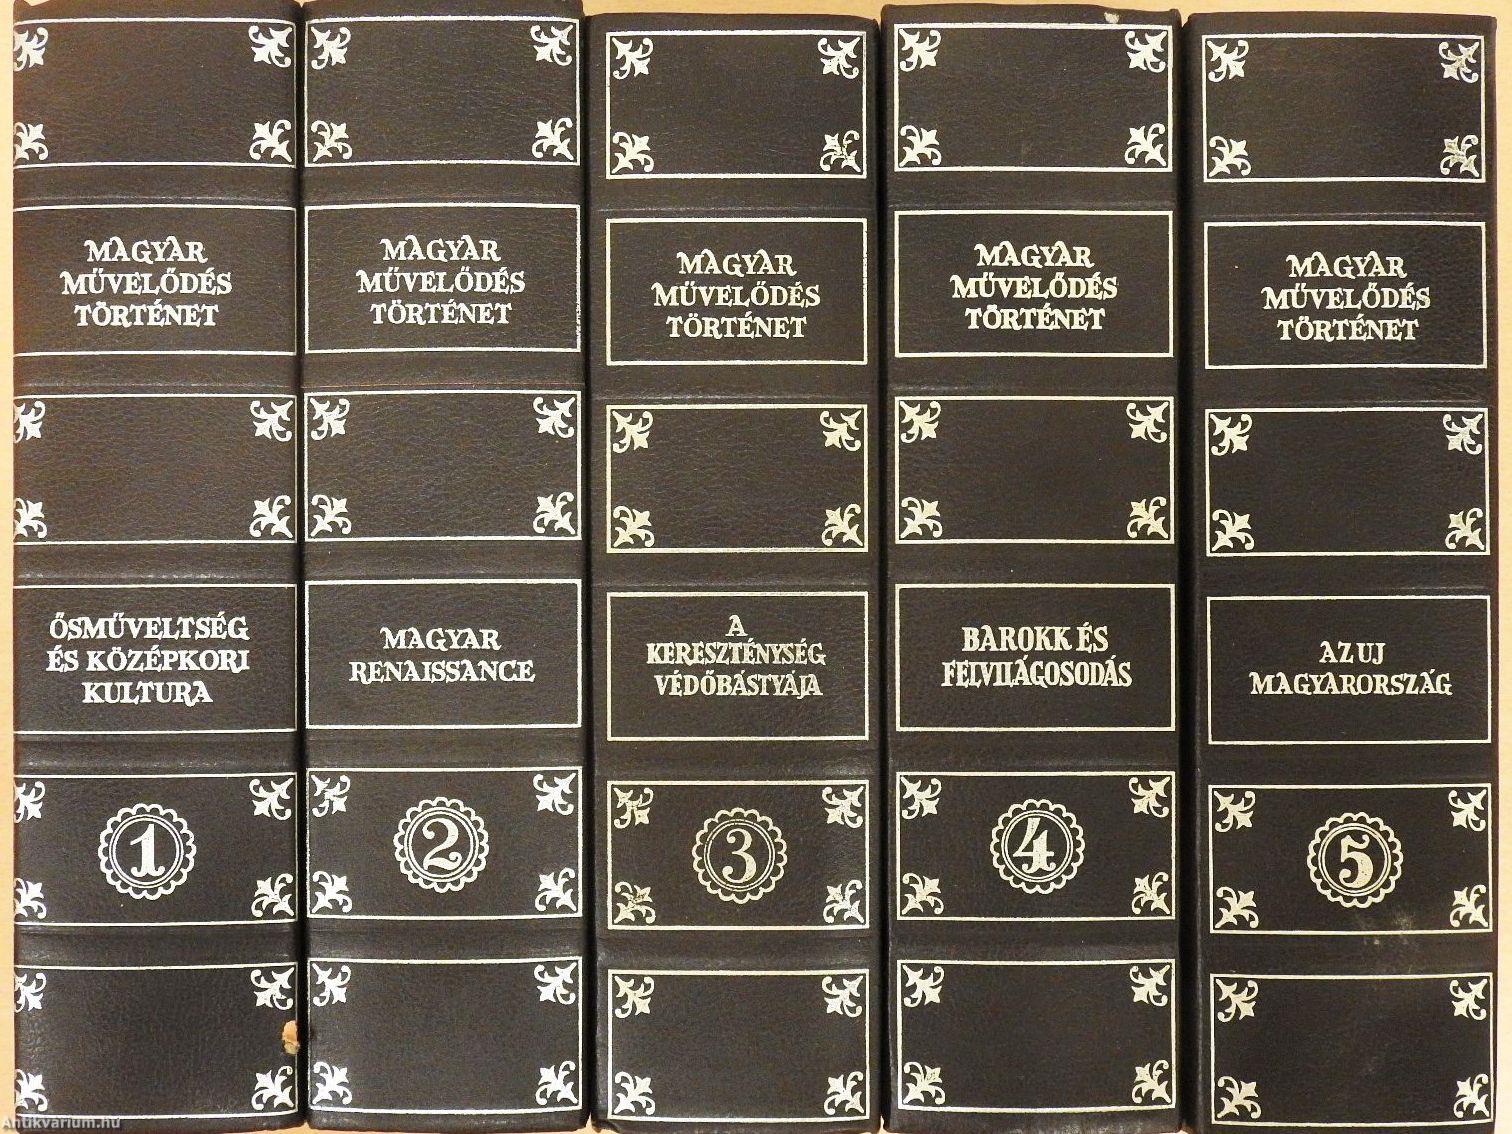 MAGYAR
MŰVELŐDÉS
TÖRTÉNET
ŐSMŰVELTSÉG
ÉS KÖZÉPKORI
KULTURA
1
MAGYAR
MŰVELŐDÉS
TÖRTÉNET
MAGYAR
RENAISSANCE
2
MAGYAR
MŰVELŐDÉS
TÖRTÉNET
A
KERESZTÉNYSÉG
VÉDŐBÁSTYÁJA
3
MAGYAR
MŰVELŐDÉS
TÖRTÉNET
BAROKK ÉS
FELVILÁGOSODÁS
4
MAGYAR
MŰVELŐDÉS
TÖRTÉNET
AZ UJ
MAGYARORSZÁG
5
Antikvarium.hu